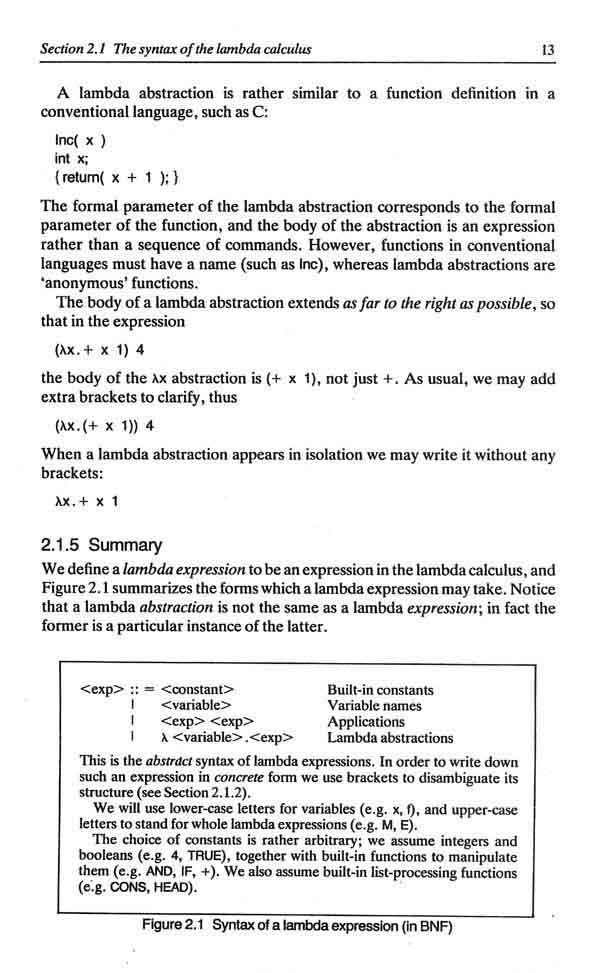 Section 2.1 The syntax of the lambda calculus 13
A lambda abstraction is rather similar to a function definition in a
conventional language, such as C:
Inc( x )
int x;
{ return( x + 1 ); }
The formal parameter of the lambda abstraction corresponds to the formal
parameter of the function, and the body of the abstraction is an expression
rather than a sequence of commands. However, functions in conventional
languages must have a name (such as Inc), whereas lambda abstractions are
‘anonymous’ functions.
The body of a lambda abstraction extends as far to the right as possible, so
that in the expression
(λx.+ x 1) 4
the body of the λx abstraction is (+ x 1), not just +. As usual, we may add
extra brackets to clarify, thus
(λx.(+ x 1)) 4
When a lambda abstraction appears in isolation we may write it without any
brackets:
λx.+ x 1
2.1.5 Summary
We define a lambda expression to be an expression in the lambda calculus, and
Figure 2.1 summarizes the forms which a lambda expression may take. Notice
that a lambda abstraction is not the same as a lambda expression; in fact the
former is a particular instance of the latter.
<exp> :: = <constant> Built-in constants
| <variable> Variable names
| <exp> <exp> Applications
| λ <variable>.<exp> Lambda abstractions
This is the abstract syntax of lambda expressions. In order to write down
such an expression in concrete form we use brackets to disambiguate its
structure (see Section 2.1.2).
We will use lower-case letters for variables (e.g. x, f), and upper-case
letters to stand for whole lambda expressions (e.g. M, E).
The choice of constants is rather arbitrary; we assume integers and
booleans (e.g. 4, TRUE), together with built-in functions to manipulate
them (e.g. AND, IF, +). We also assume built-in list-processing functions
(e.g. CONS, HEAD).
Figure 2.1 Syntax of a lambda expression (in BNF)